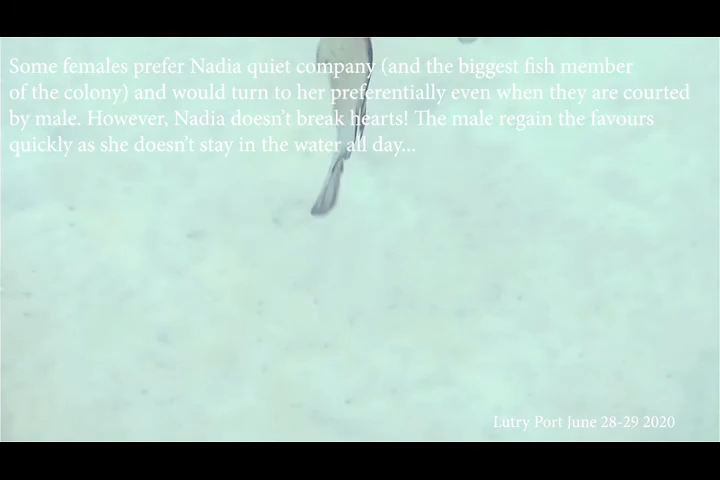 Some females prefer Nadia quiet company (and the biggest fish member
of the colony) and would turn to her preferentially even when they are courted
by male. However, Nadia doesn't break hearts! The male regain the favours
quickly as she doesn't stay in the water all day...
Lutry Port June 28-29 2020